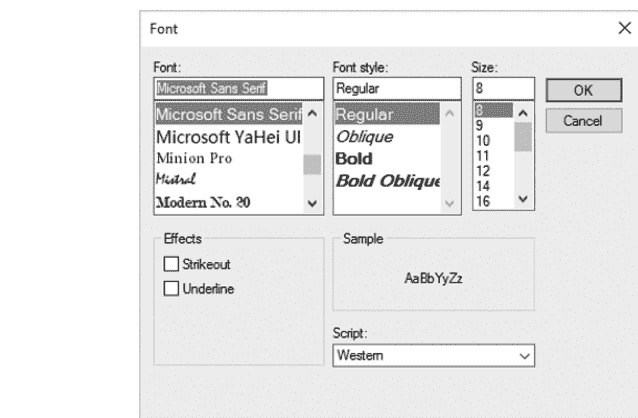 Font
Font:
Microsoft Sans Serif
Microsoft Sans Serif
Microsoft YaHei UI
Minion Pro
Mistral
Modern No. 20
Font style:
Regular
Regular
Oblique
Bold
Bold Oblique
Size:
8
8
9
10
11
12
14
16
OK
Cancel
Effects
Strikeout
Underline
Sample
AaBbYyZz
Script:
Western